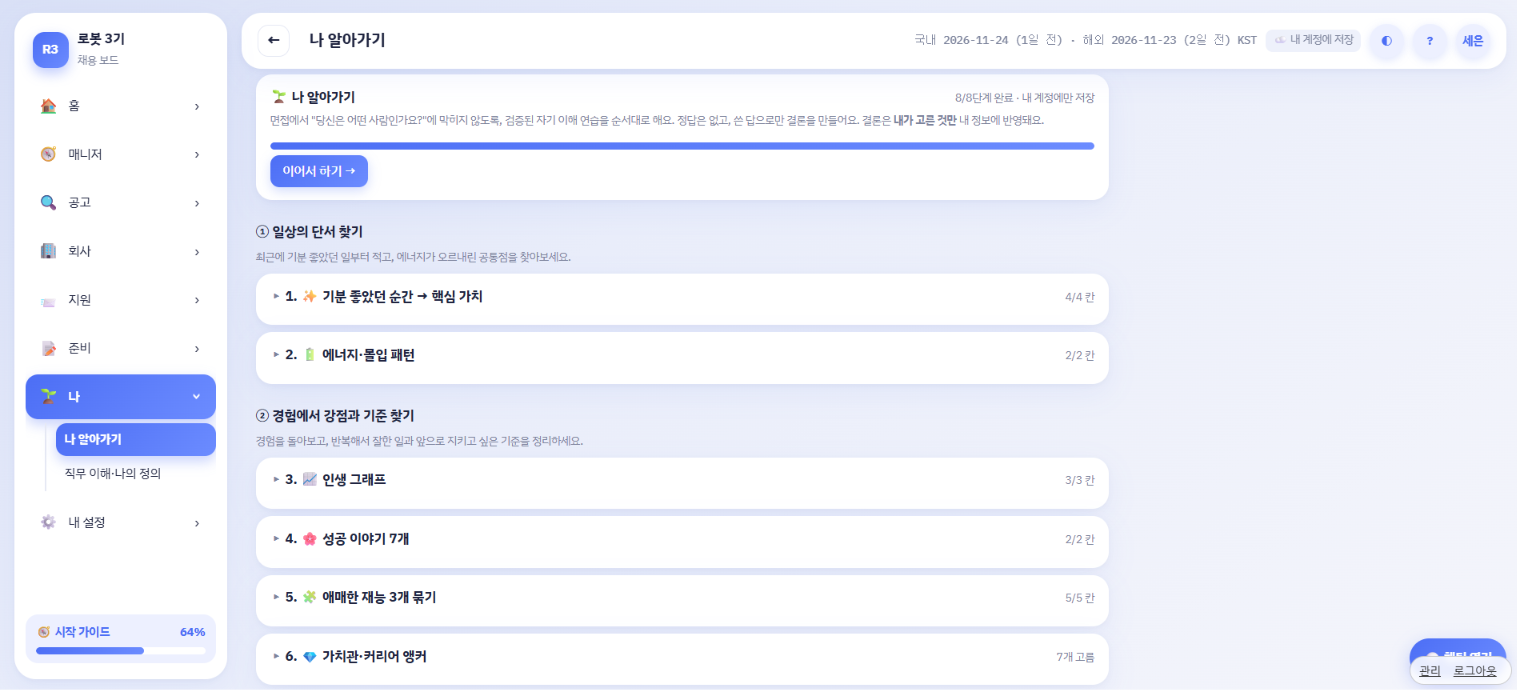 R3
로봇 3기
채용 보드
홈
매니저
공고
회사
지원
준비
나
나 알아가기
직무 이해·나의 정의
내 설정
시작 가이드 64%
← 나 알아가기
국내 2026-11-24 (1일 전) · 해외 2026-11-23 (2일 전) KST
내 계정에 저장
?
세은
나 알아가기
8/8단계 완료 · 내 계정에만 저장
면접에서 "당신은 어떤 사람인가요?"에 막히지 않도록, 검증된 자기 이해 연습을 순서대로 해요. 정답은 없고, 쓴 답으로만 결론을 만들어요. 결론은 내가 고른 것만 내 정보에 반영돼요.
이어서 하기 →
① 일상의 단서 찾기
최근에 기분 좋았던 일부터 적고, 에너지가 오르내린 공통점을 찾아보세요.
1. 기분 좋았던 순간 → 핵심 가치 4/4 칸
2. 에너지·몰입 패턴 2/2 칸
② 경험에서 강점과 기준 찾기
경험을 돌아보고, 반복해서 잘한 일과 앞으로 지키고 싶은 기준을 정리하세요.
3. 인생 그래프 3/3 칸
4. 성공 이야기 7개 2/2 칸
5. 애매한 재능 3개 묶기 5/5 칸
6. 가치관·커리어 앵커 7개 고름
관리 로그아웃